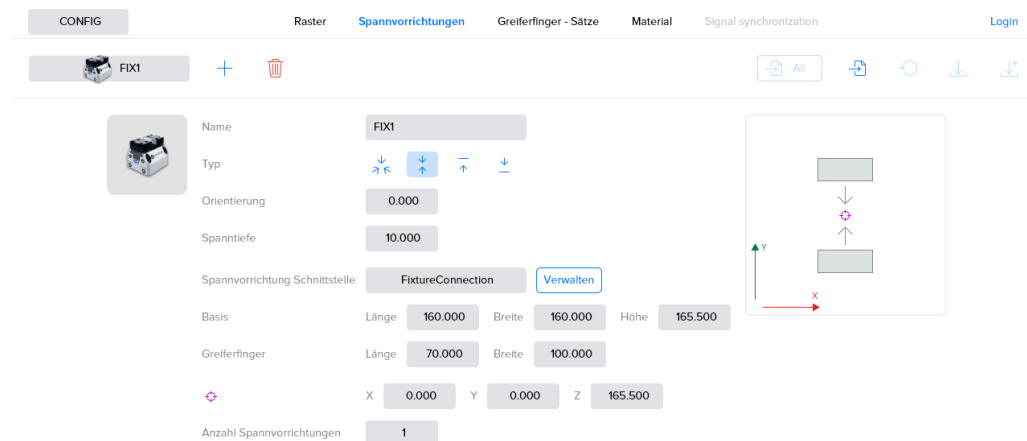 CONFIG Raster Spannvorrichtungen Greiferfinger - Sätze Material Signal synchronization Login
FIX1 All
Name FIX1
Typ
Orientierung 0.000
Spanntiefe 10.000
Spannvorrichtung Schnittstelle FixtureConnection Verwalten
Basis Länge 160.000 Breite 160.000 Höhe 165.500
Greiferfinger Länge 70.000 Breite 100.000
X 0.000 Y 0.000 Z 165.500
Anzahl Spannvorrichtungen 1
Y
X